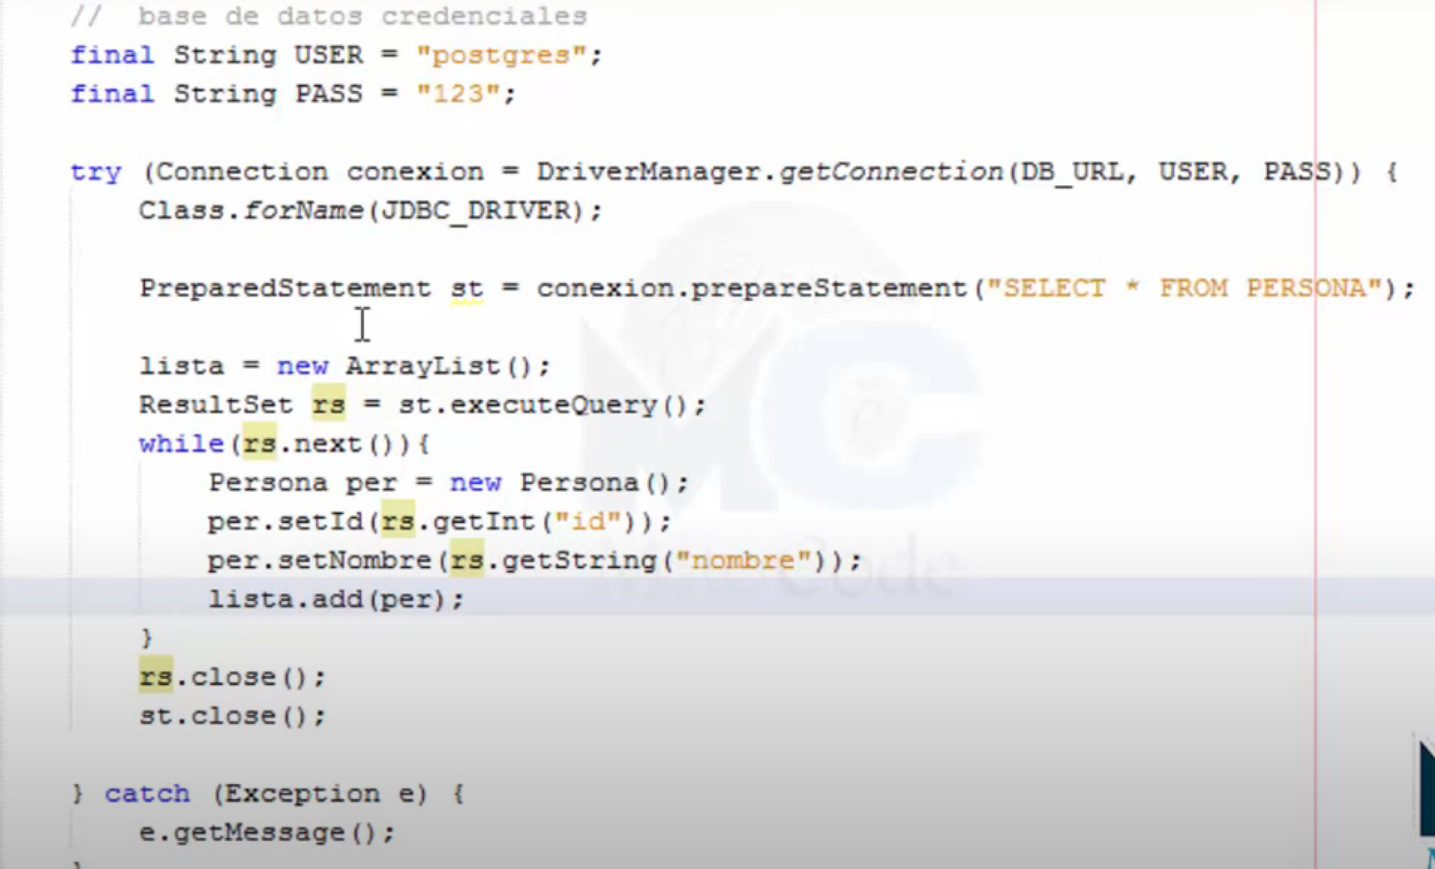 // base de datos credenciales
final String USER = "postgres";
final String PASS = "123";
try (Connection conexion = DriverManager.getConnection(DB_URL, USER, PASS)) {
Class.forName(JDBC_DRIVER);
PreparedStatement st = conexion.prepareStatement("SELECT * FROM PERSONA");
lista = new ArrayList();
ResultSet rs = st.executeQuery();
while(rs.next()){
Persona per = new Persona();
per.setId(rs.getInt("id"));
per.setNombre(rs.getString("nombre"));
lista.add(per);
}
rs.close();
st.close();
} catch (Exception e) {
e.getMessage();